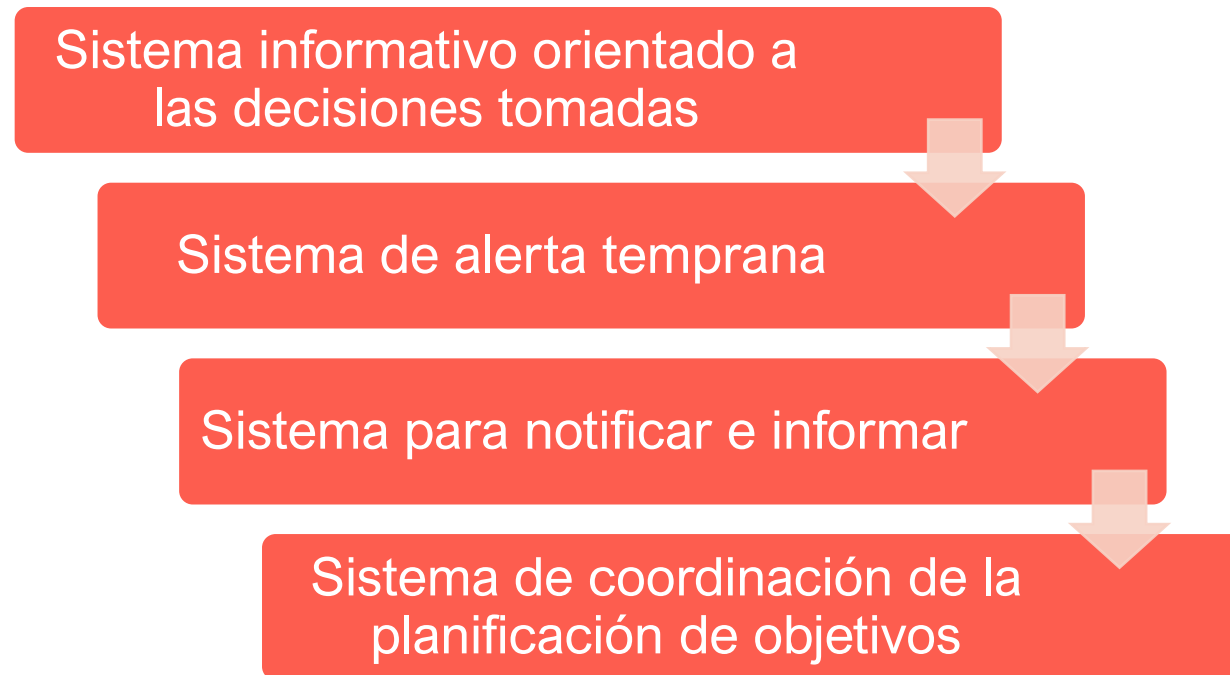 Sistema informativo orientado a
las decisiones tomadas
Sistema de alerta temprana
Sistema para notificar e informar
Sistema de coordinación de la
planificación de objetivos